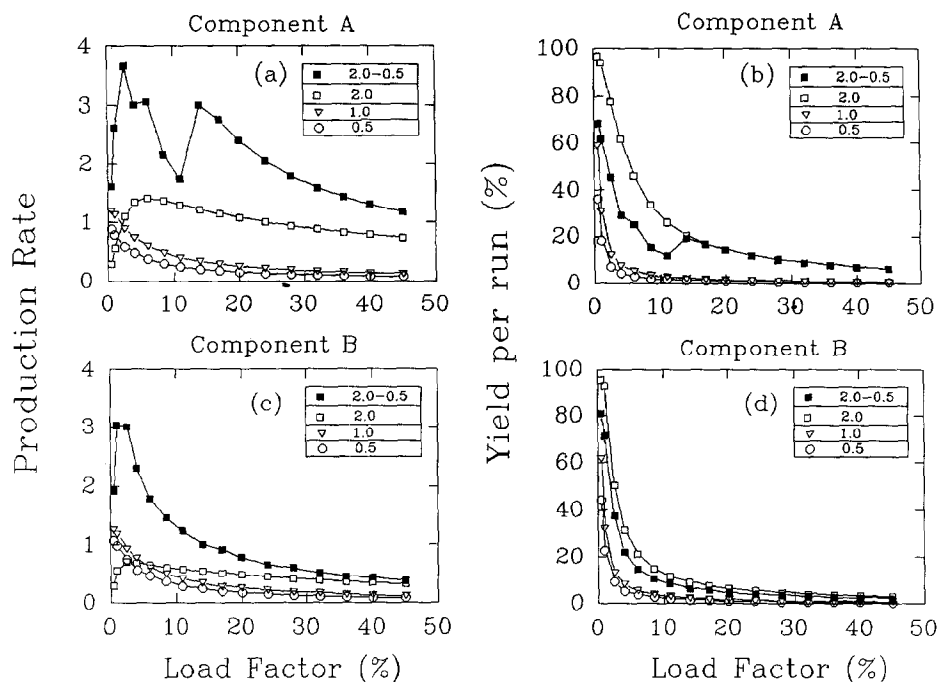 Component A
(a)
2.0-0.5
2.0
1.0
0.5
4
3
2
1
0
0 10 20 30 40 50
Component A
(b)
2.0-0.5
2.0
1.0
0.5
100
80
60
40
20
0
0 10 20 30 40 50
Production Rate
Yield per run (%)
Component B
(c)
2.0-0.5
2.0
1.0
0.5
4
3
2
1
0
0 10 20 30 40 50
Load Factor (%)
Component B
(d)
2.0-0.5
2.0
1.0
0.5
100
80
60
40
20
0
0 10 20 30 40 50
Load Factor (%)